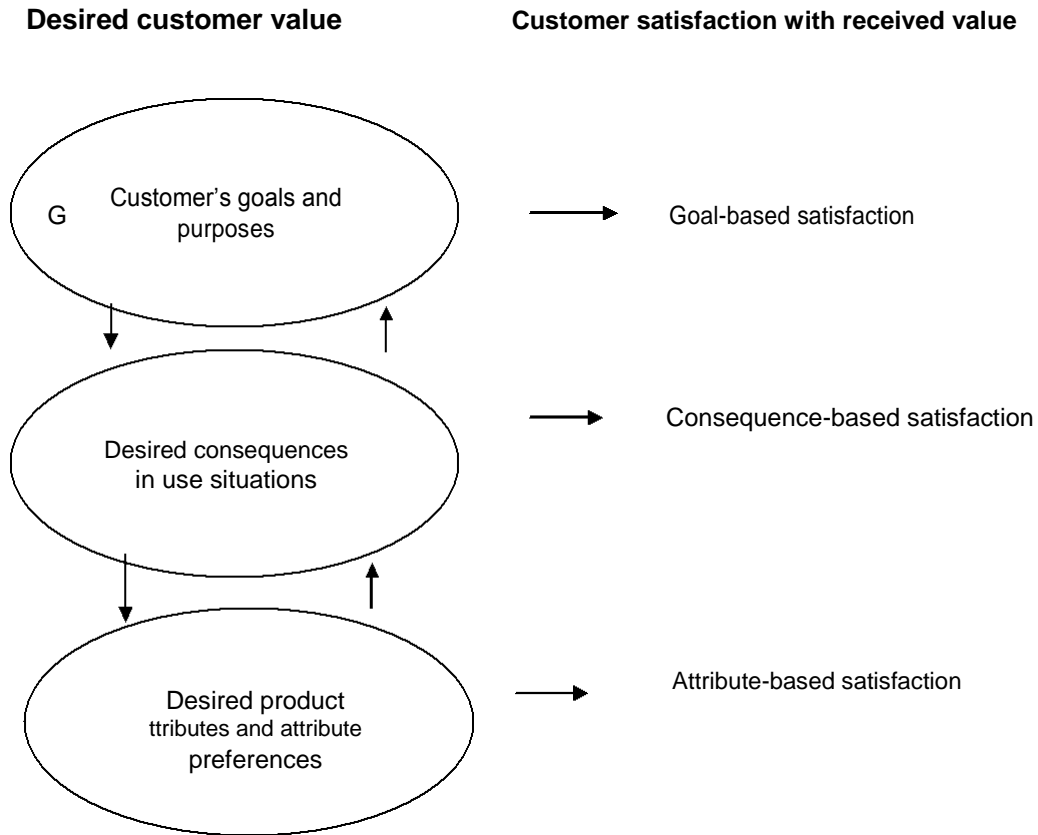 Desired customer value
Customer satisfaction with received value
G
Customer’s goals and
purposes
Goal-based satisfaction
Desired consequences
in use situations
Consequence-based satisfaction
Desired product
ttributes and attribute
preferences
Attribute-based satisfaction